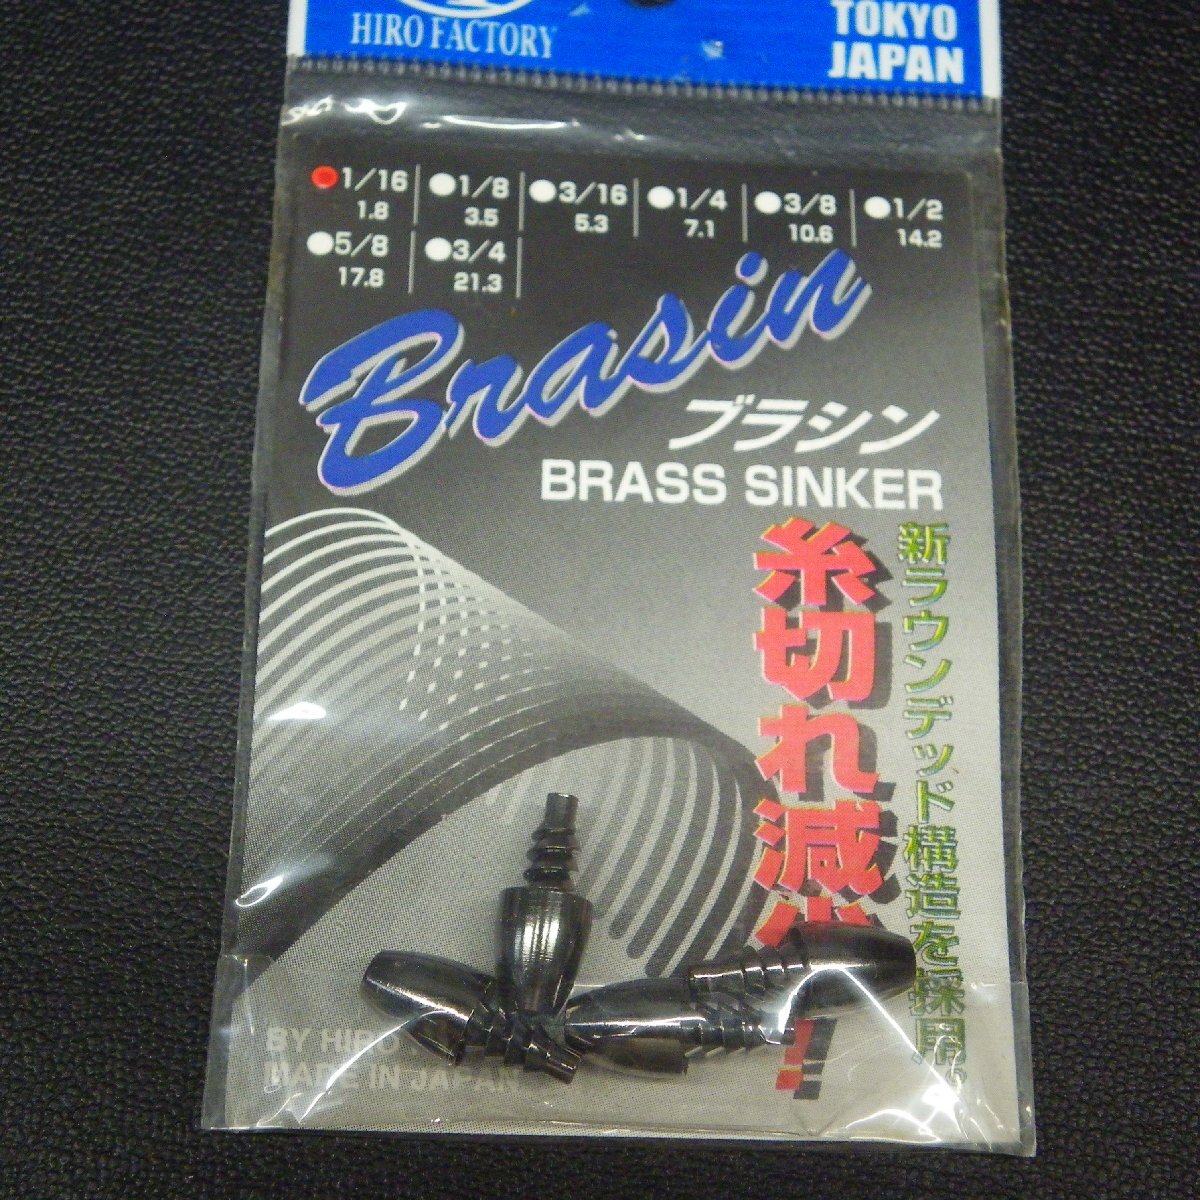 HIRO FACTORY
TOKYO
JAPAN
1/16 1/8 3/16 1/4 3/8 1/2
1.8 3.5 5.3 7.1 10.6 14.2
5/8 3/4
17.8 21.3
Brasin
ブラシン
BRASS SINKER
新ラウンデッド構造を採用。
糸切れ減少!!
BY HIRO
MADE IN JAPAN